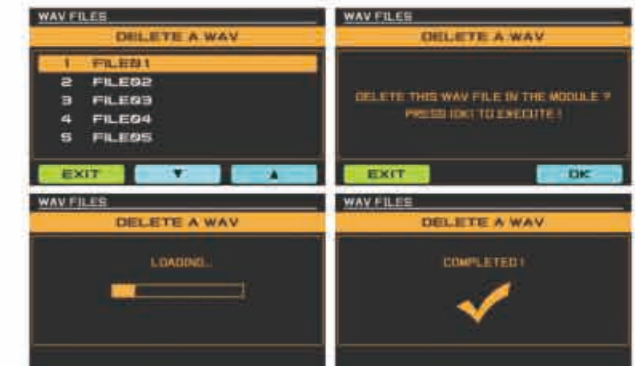 WAV FILES
DELETE A WAV
1 FILE01
2 FILE02
3 FILE03
4 FILE04
5 FILE05
EXIT ▼ ▲
WAV FILES
DELETE A WAV
DELETE THIS WAV FILE IN THE MODULE ?
PRESS [OK] TO EXECUTE !
EXIT OK
WAV FILES
DELETE A WAV
LOADING...
WAV FILES
DELETE A WAV
COMPLETED !